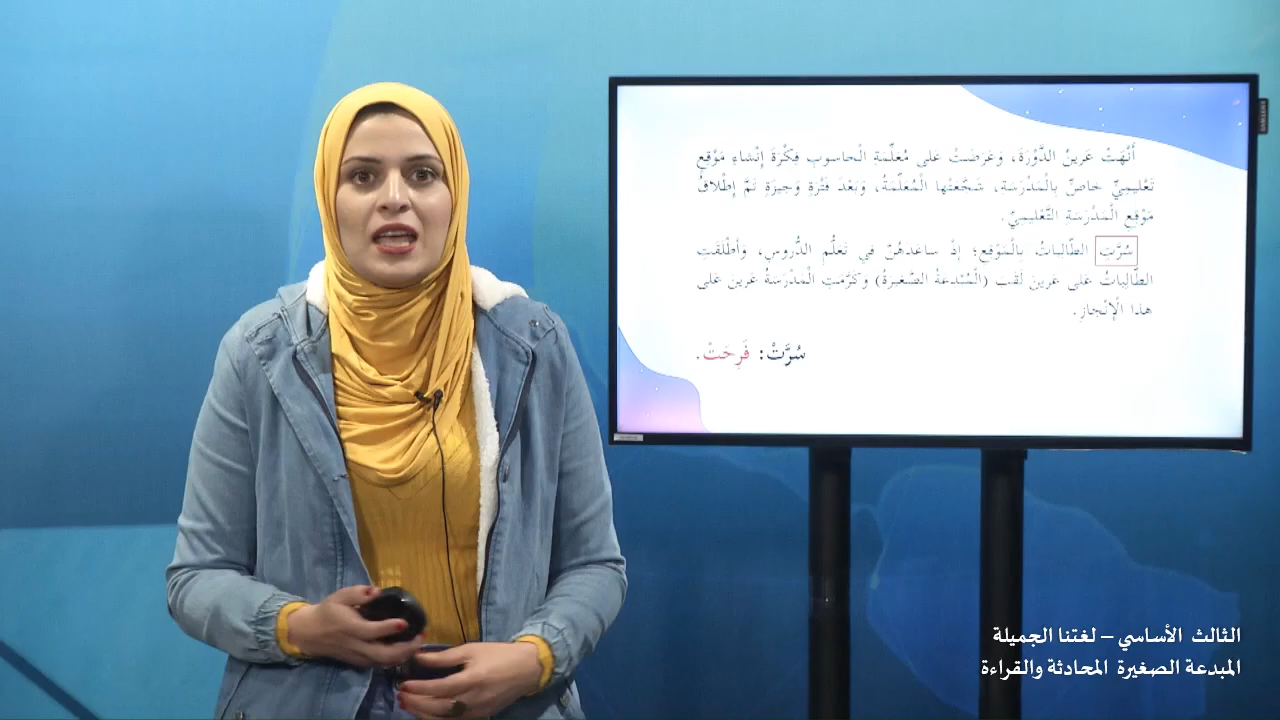 أَنْهَتْ عَرينُ الدَّوْرَةَ، وَعَرَضَتْ عَلى مُعَلِّمَةِ الْحاسوبِ فِكْرَةَ إِنْشاءِ مَوْقِعٍ
تَعْليمِيٍّ خاصٍّ بِالْمَدْرَسَةِ، شَجَّعَتْها الْمُعَلِّمَةُ، وَبَعْدَ فَتْرَةٍ وَجيزَةٍ تَمَّ إِطْلاقُ
مَوْقِعِ الْمَدْرَسَةِ التَّعْليمِيِّ.
سُرَّتِ الطّالِباتُ بِالْمَوْقِعِ؛ إِذْ ساعَدَهُنَّ في تَعَلُّمِ الدُّروسِ، وَأَطْلَقَتِ
الطّالِباتُ عَلى عَرينَ لَقَبَ (الْمُبْدِعَةُ الصَّغيرَةُ) وَكَرَّمَتِ الْمَدْرَسَةُ عَرينَ عَلى
هذا الْإِنْجازِ.
سُرَّتْ: فَرِحَتْ.
الثالث الأساسي – لغتنا الجميلة
المبدعة الصغيرة المحادثة والقراءة